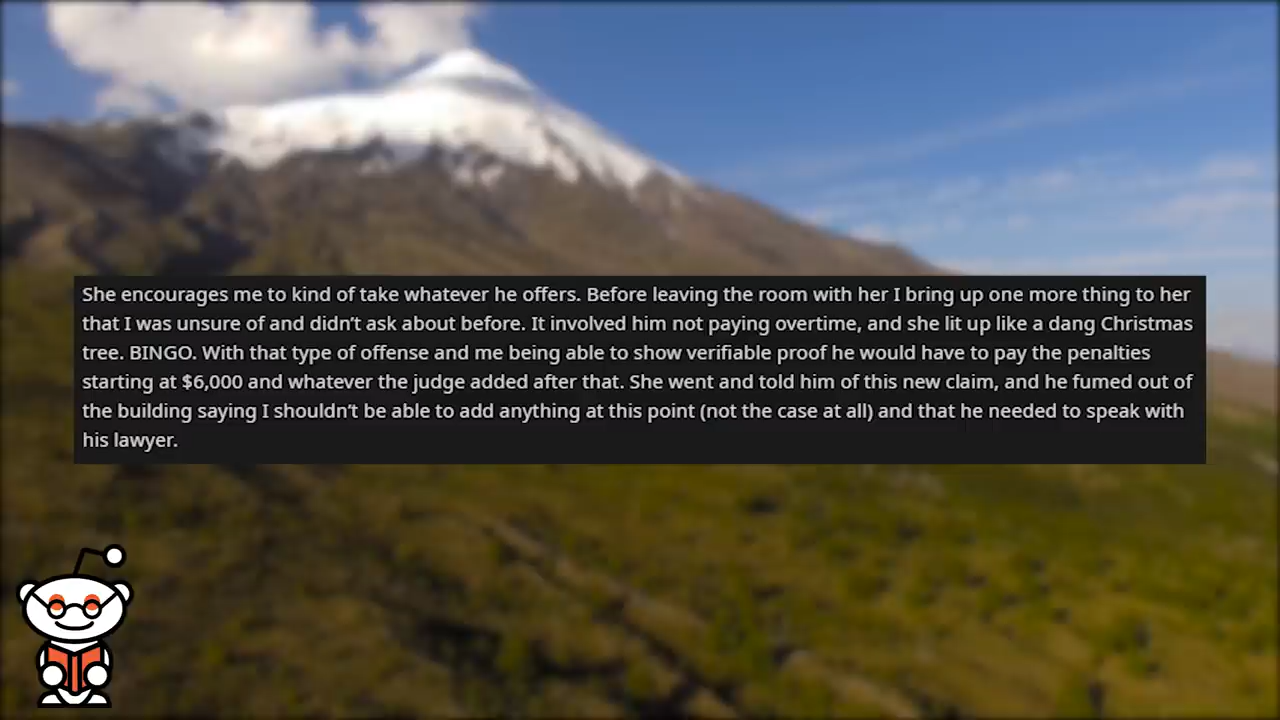 She encourages me to kind of take whatever he offers. Before leaving the room with her I bring up one more thing to her
that I was unsure of and didn’t ask about before. It involved him not paying overtime, and she lit up like a dang Christmas
tree. BINGO. With that type of offense and me being able to show verifiable proof he would have to pay the penalties
starting at $6,000 and whatever the judge added after that. She went and told him of this new claim, and he fumed out of
the building saying I shouldn’t be able to add anything at this point (not the case at all) and that he needed to speak with
his lawyer.